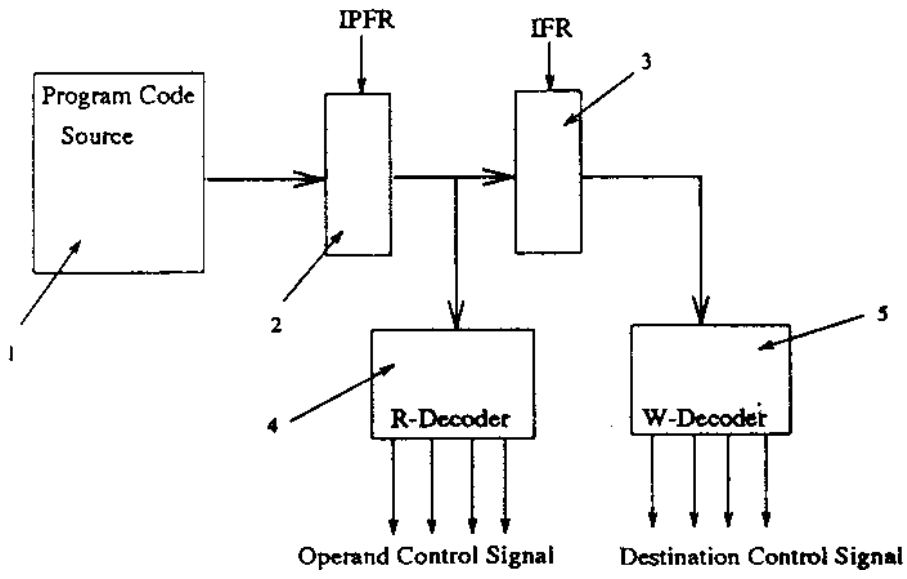 IPFR
IFR
3
Program Code
Source
2
1
5
4
R-Decoder
W-Decoder
Operand Control Signal
Destination Control Signal